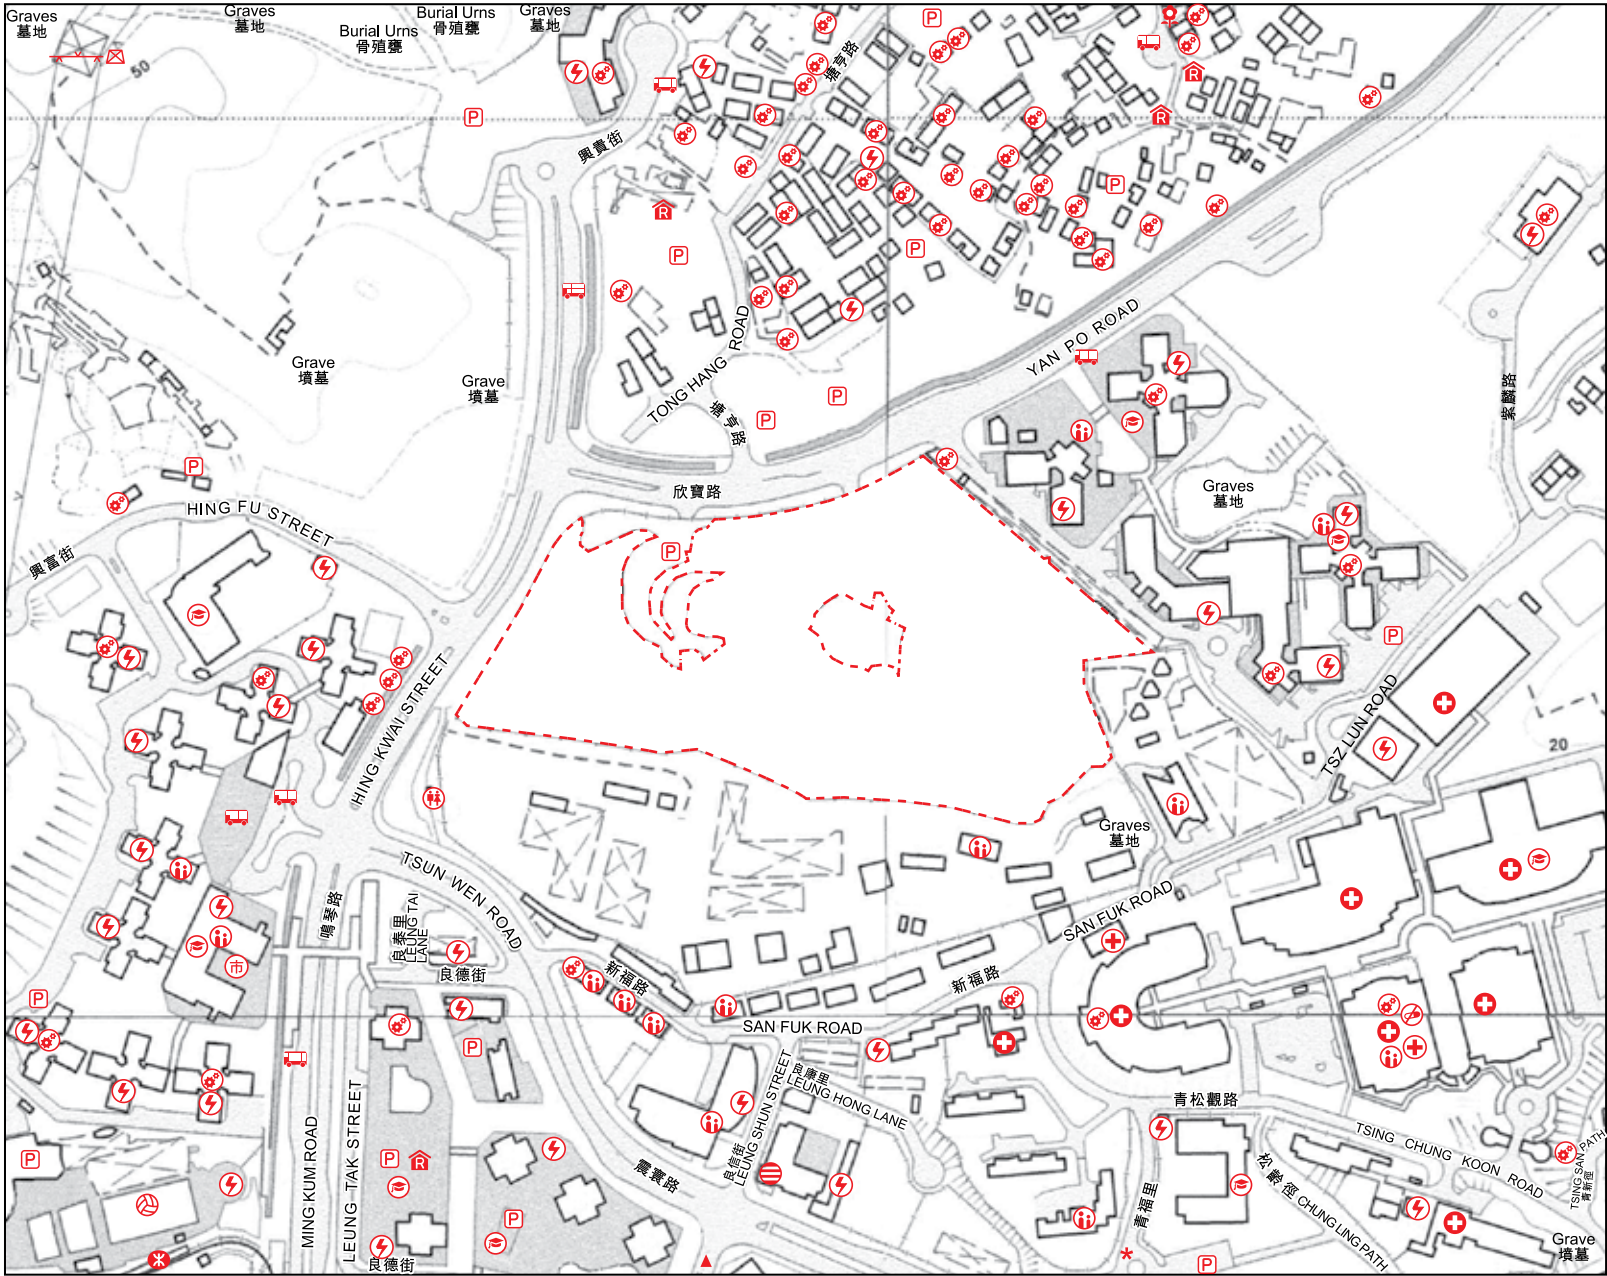 Graves
墓地
Graves
墓地
Burial Urns
骨殖甕
Burial Urns
骨殖甕
Graves
墓地
塘亨路
P
R
50
P
興貴街
R
R
P
P
P
TONG HANG ROAD
塘亨路
YAN PO ROAD
紫麟路
Grave
墳墓
Grave
墳墓
P
P
P
欣寶路
HING FU STREET
興富街
Graves
墓地
P
P
HING KWAI STREET
TSZ LUN ROAD
20
Graves
墓地
TSUN WEN ROAD
鳴琴路
良泰里
LEUNG TAI
LANE
良德街
SAN FUK ROAD
新福路
新福路
SAN FUK ROAD
市
P
P
良康里
LEUNG HONG LANE
LEUNG SHUN STREET
良信街
青松觀路
TSING CHUNG KOON ROAD
TSING SAN PATH
青新徑
松齡徑 CHUNG LING PATH
青福里
震寰路
MING KUM ROAD
LEUNG TAK STREET
P
P
R
P
良德街
P
Grave
墳墓